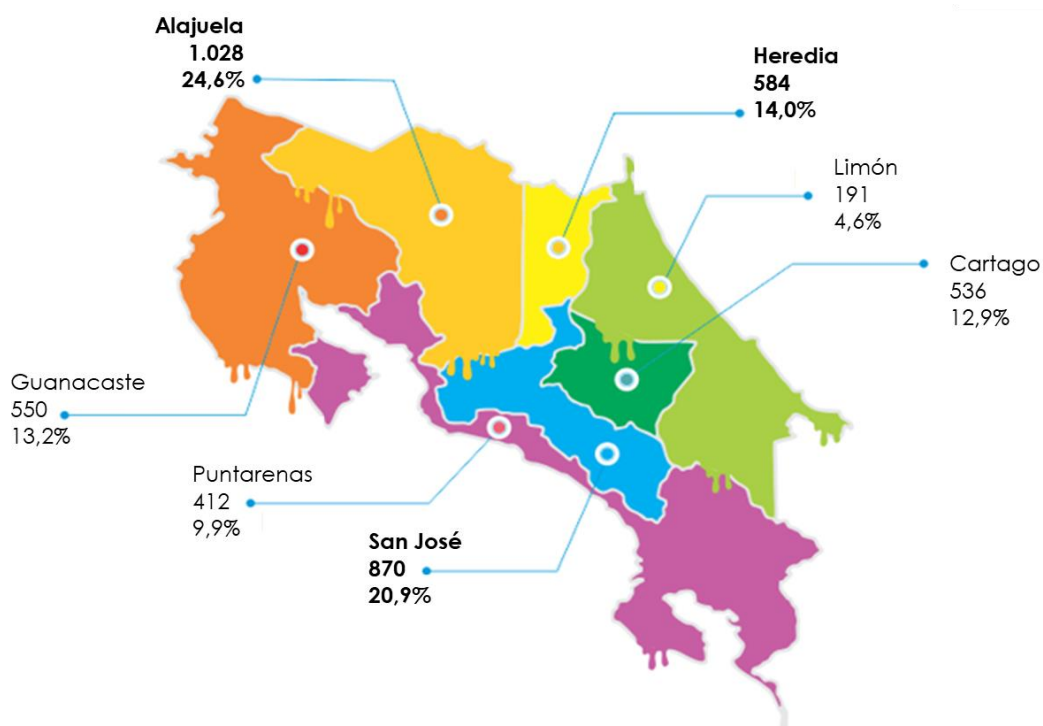 Alajuela
1.028
24,6%
Heredia
584
14,0%
Limón
191
4,6%
Cartago
536
12,9%
Guanacaste
550
13,2%
Puntarenas
412
9,9%
San José
870
20,9%